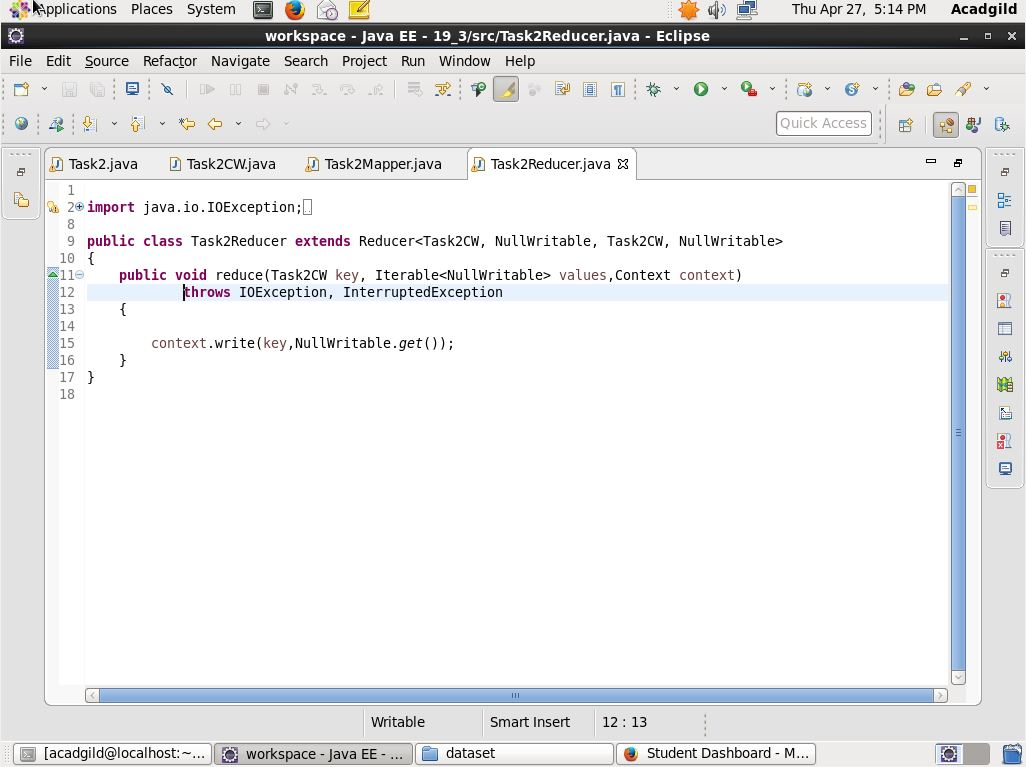 Applications Places System Thu Apr 27, 5:14 PM Acadgild
workspace - Java EE - 19_3/src/Task2Reducer.java - Eclipse
File Edit Source Refactor Navigate Search Project Run Window Help
Quick Access
Task2.java Task2CW.java Task2Mapper.java Task2Reducer.java
1
2 import java.io.IOException;
8
9 public class Task2Reducer extends Reducer<Task2CW, NullWritable, Task2CW, NullWritable>
10 {
11 public void reduce(Task2CW key, Iterable<NullWritable> values,Context context)
12 throws IOException, InterruptedException
13 {
14
15 context.write(key,NullWritable.get());
16 }
17 }
18
Writable Smart Insert 12 : 13
[acadgild@localhost:~... workspace - Java EE - ... dataset Student Dashboard - M...